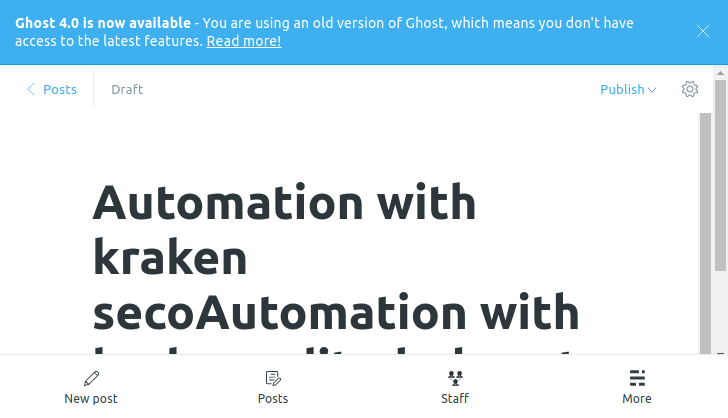 Ghost 4.0 is now available - You are using an old version of Ghost, which means you don't have
access to the latest features. Read more!
Posts
Draft
Publish
Automation with
kraken
secoAutomation with
New post
Posts
Staff
More